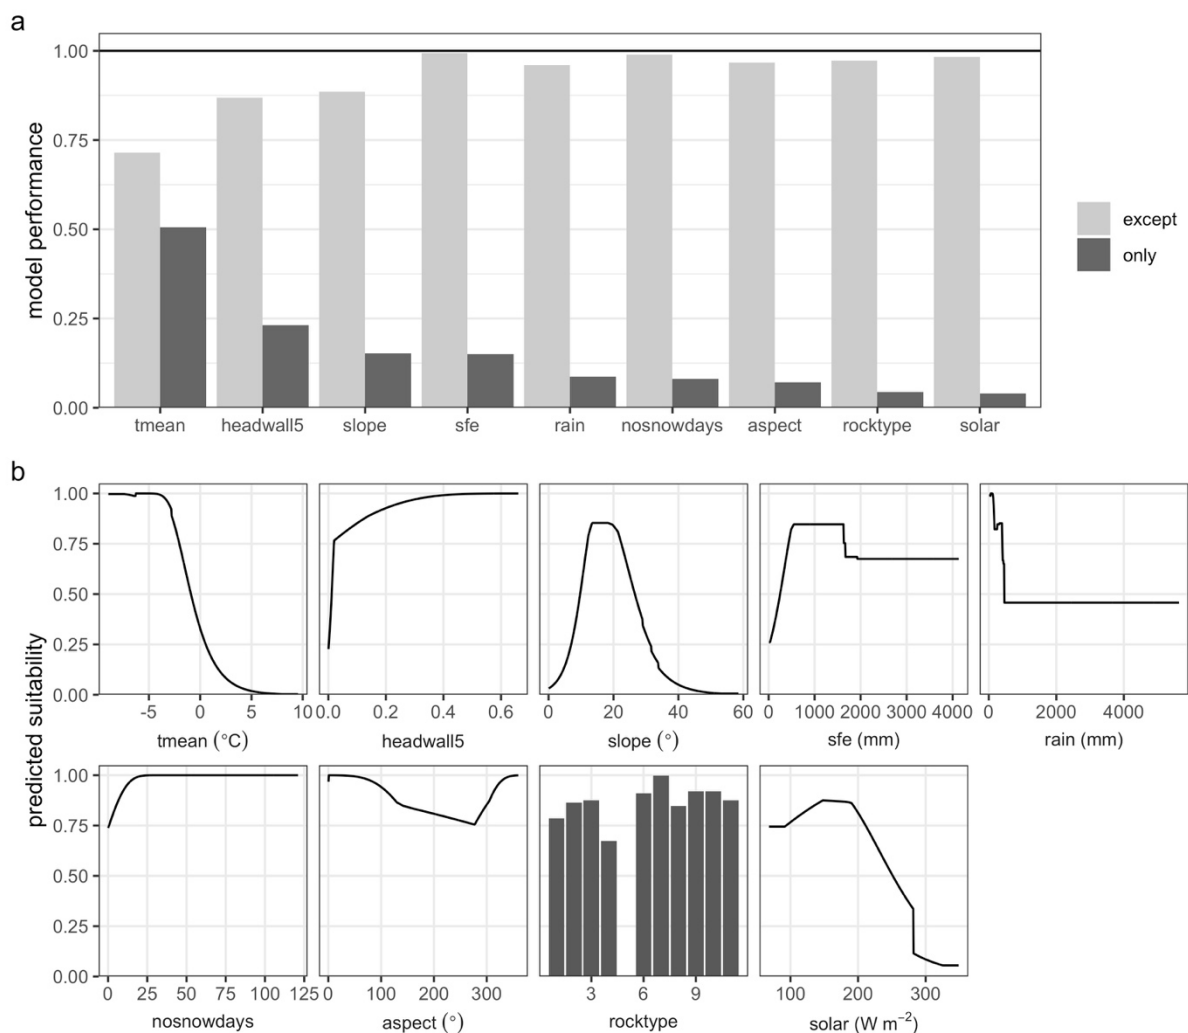 a
1.00
0.75
0.50
0.25
0.00
model performance
tmean headwall5 slope sfe rain nosnowdays aspect rocktype solar
except
only
b
predicted suitability
1.00
0.75
0.50
0.25
0.00
-5 0 5 10
tmean (°C)
0.0 0.2 0.4 0.6
headwall5
0 20 40 60
slope (°)
0 1000 2000 3000 4000
sfe (mm)
0 2000 4000
rain (mm)
1.00
0.75
0.50
0.25
0.00
0 25 50 75 100 125
nosnowdays
0 100 200 300
aspect (°)
3 6 9
rocktype
100 200 300
solar (W m⁻²)